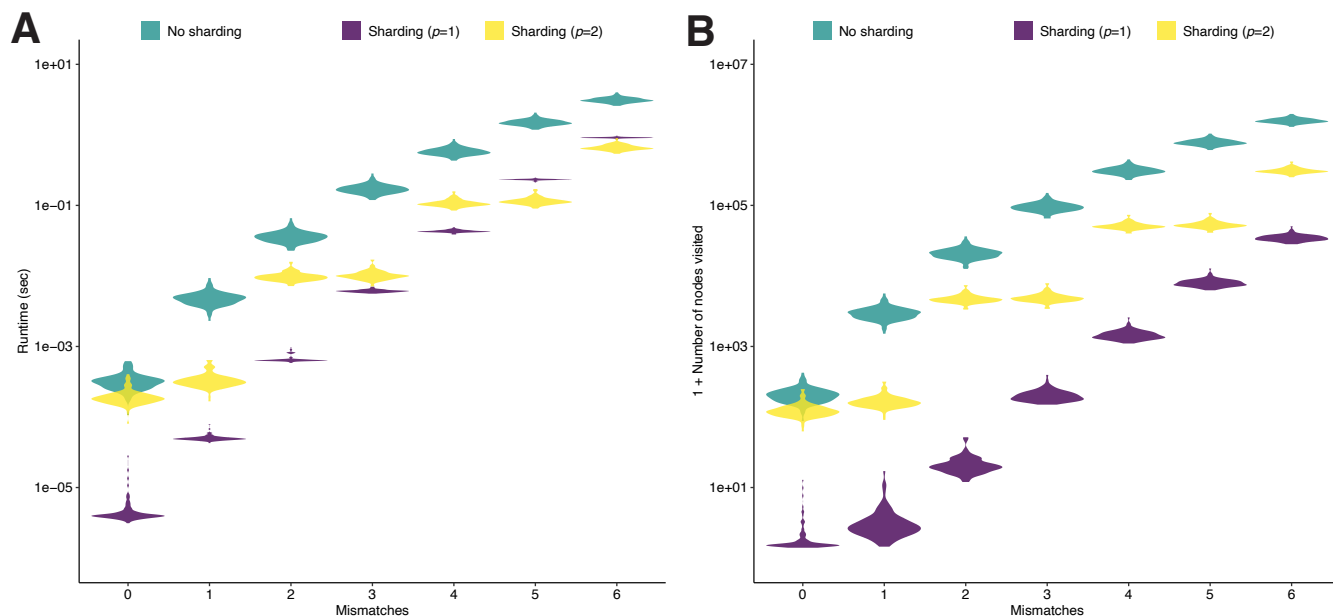 A
No sharding
Sharding (p=1)
Sharding (p=2)
1e+01
1e−01
1e−03
1e−05
Runtime (sec)
0 1 2 3 4 5 6
Mismatches
B
No sharding
Sharding (p=1)
Sharding (p=2)
1e+07
1e+05
1e+03
1e+01
1 + Number of nodes visited
0 1 2 3 4 5 6
Mismatches